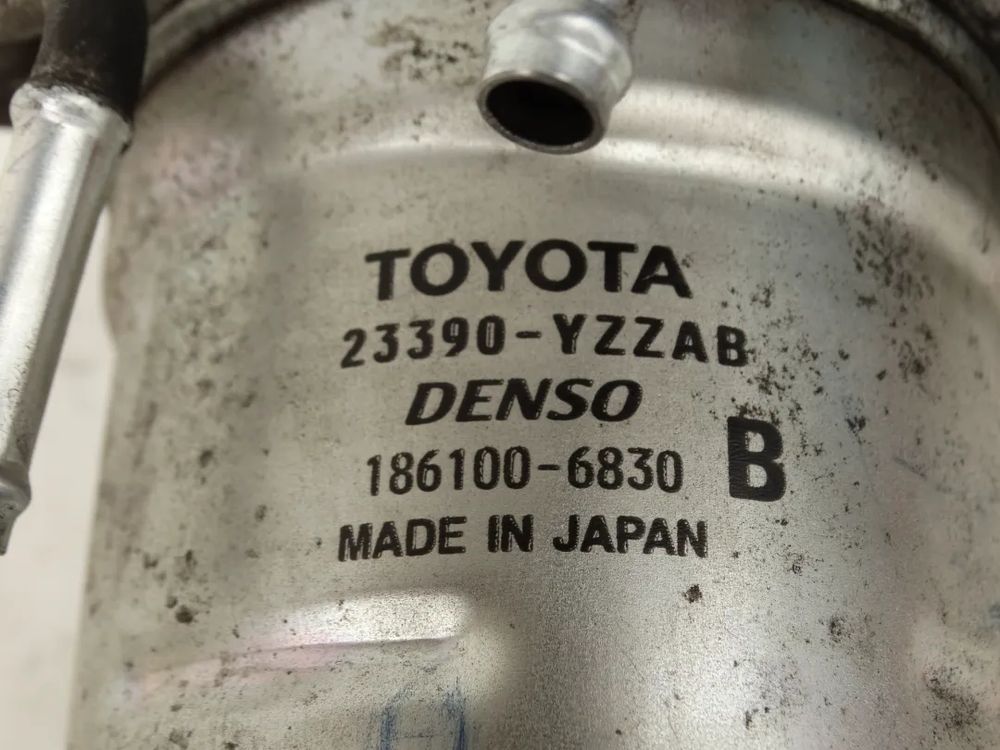 TOYOTA
23390-YZZAB
DENSO
186100-6830
B
MADE IN JAPAN